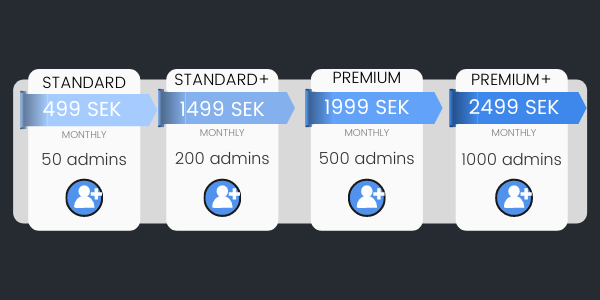 STANDARD
499 SEK
MONTHLY
50 admins
STANDARD+
1499 SEK
MONTHLY
200 admins
PREMIUM
1999 SEK
MONTHLY
500 admins
PREMIUM+
2499 SEK
MONTHLY
1000 admins